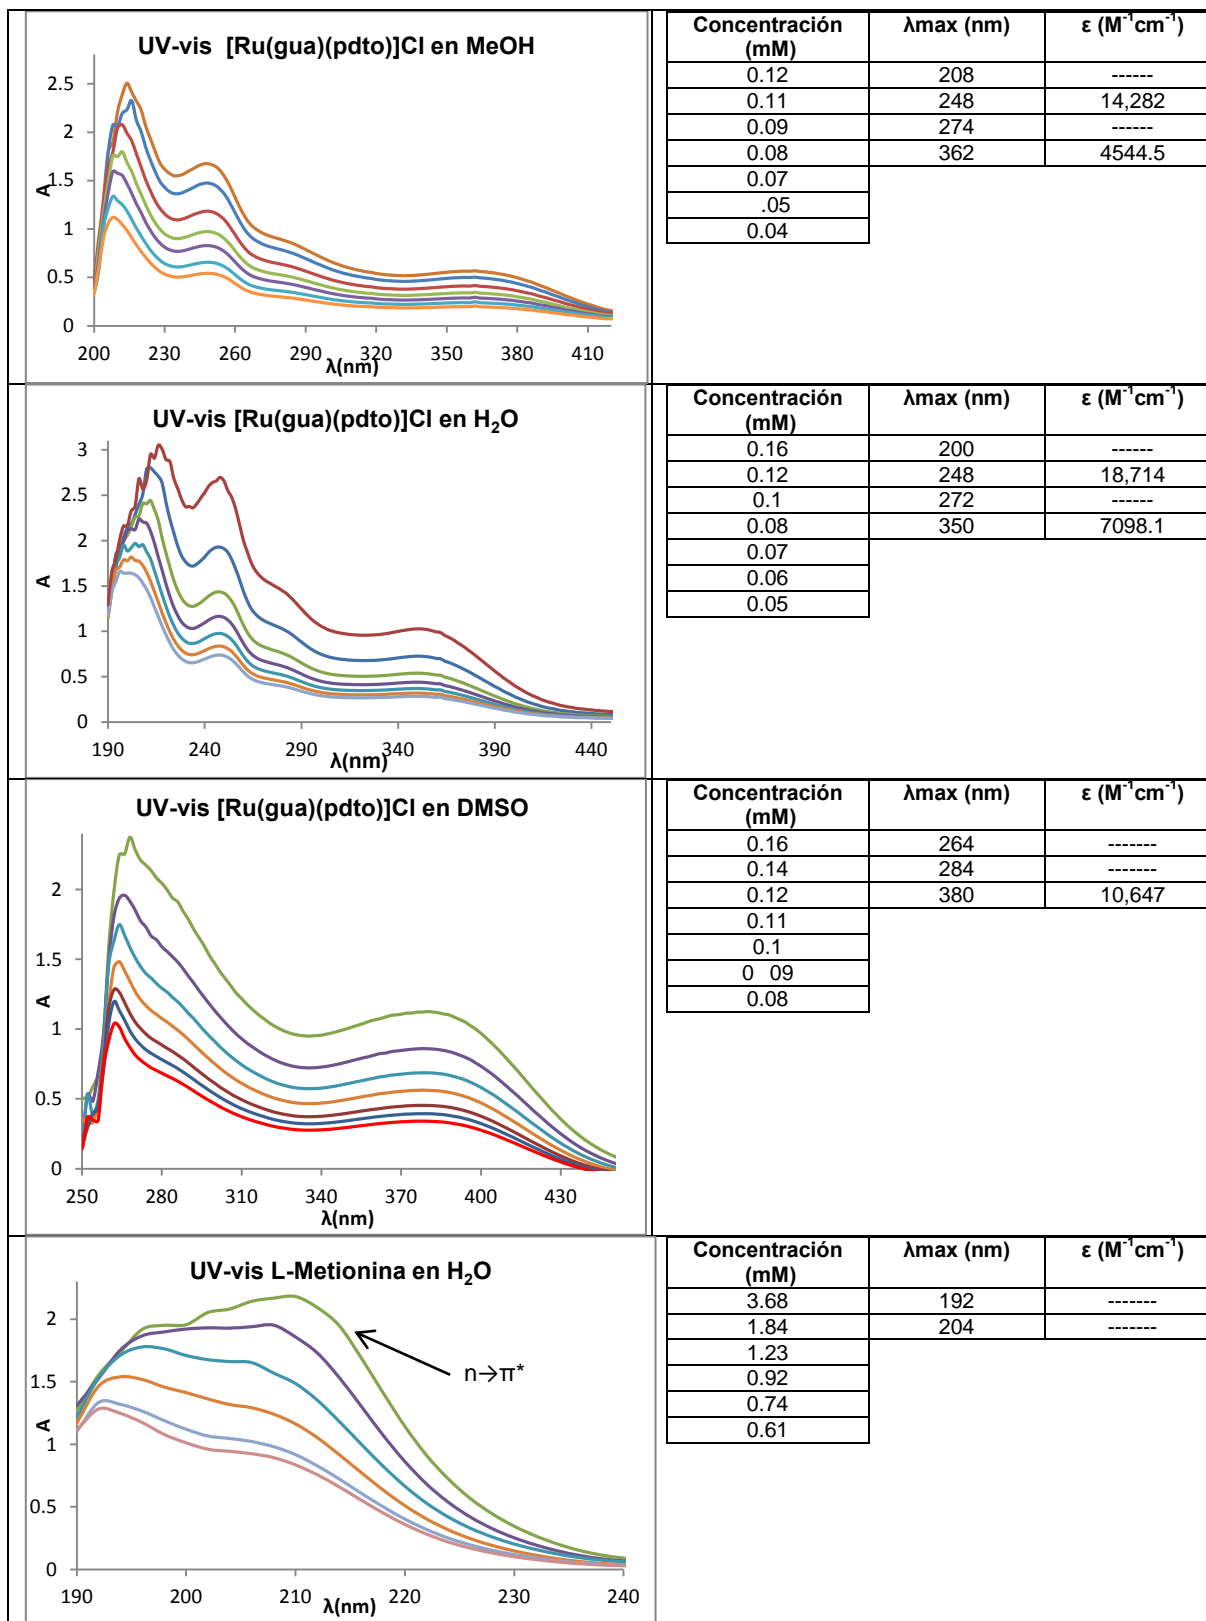 UV-vis [Ru(gua)(pdto)]Cl en MeOH
2.5
2
1.5
1
0.5
0
A
200 230 260 290 320 350 380 410
λ(nm)
Concentración (mM) λmax (nm) ε (M⁻¹cm⁻¹)
0.12 208 ------
0.11 248 14,282
0.09 274 ------
0.08 362 4544.5
0.07
.05
0.04
UV-vis [Ru(gua)(pdto)]Cl en H₂O
3
2.5
2
1.5
1
0.5
0
A
190 240 290 340 390 440
λ(nm)
Concentración (mM) λmax (nm) ε (M⁻¹cm⁻¹)
0.16 200 ------
0.12 248 18,714
0.1 272 ------
0.08 350 7098.1
0.07
0.06
0.05
UV-vis [Ru(gua)(pdto)]Cl en DMSO
2
1.5
1
0.5
0
A
250 280 310 340 370 400 430
λ(nm)
Concentración (mM) λmax (nm) ε (M⁻¹cm⁻¹)
0.16 264 -------
0.14 284 -------
0.12 380 10,647
0.11
0.1
0 09
0.08
UV-vis L-Metionina en H₂O
2
1.5
1
0.5
0
A
n→π*
190 200 210 220 230 240
λ(nm)
Concentración (mM) λmax (nm) ε (M⁻¹cm⁻¹)
3.68 192 -------
1.84 204 -------
1.23
0.92
0.74
0.61